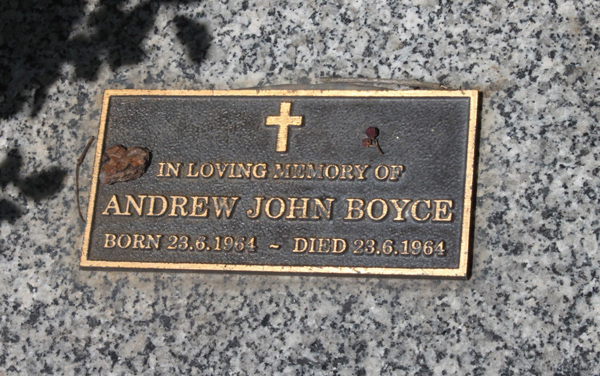 IN LOVING MEMORY OF
ANDREW JOHN BOYCE
BORN 23.6.1964 ~ DIED 23.6.1964